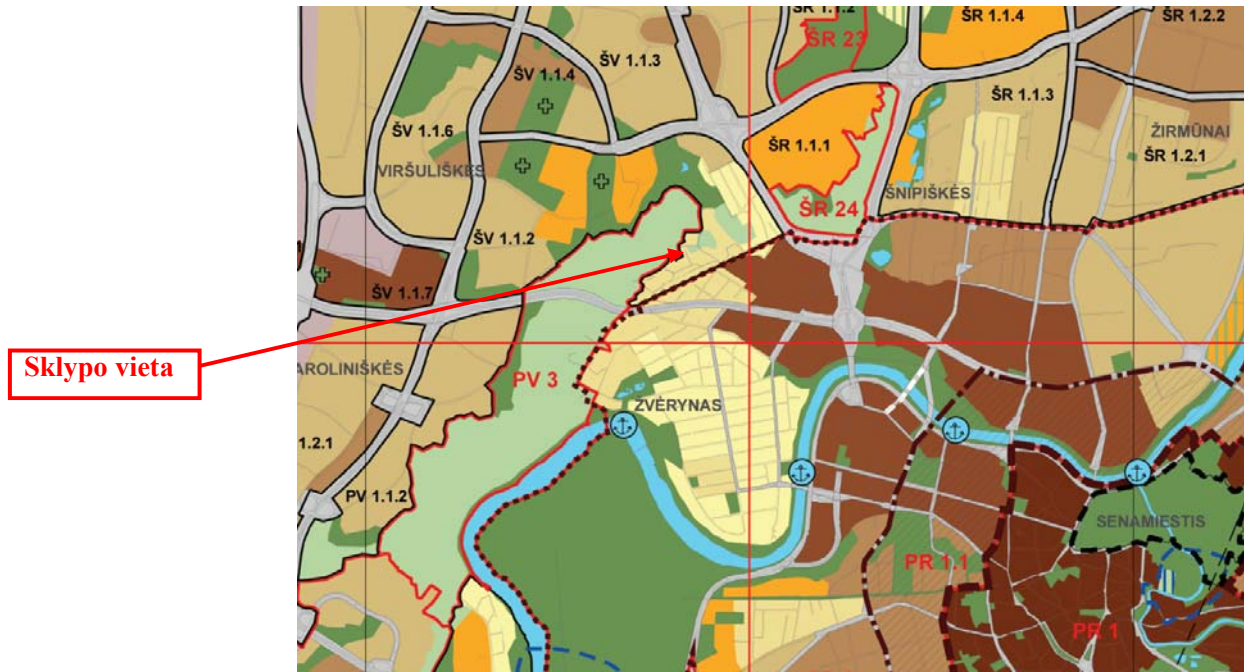 ŠR 1.1.2
ŠR 1.1.4
ŠR 1.2.2
ŠR 23
ŠV 1.1.3
ŠV 1.1.4
ŠR 1.1.3
ŠV 1.1.6
ŽIRMŪNAI
ŠR 1.1.1
ŠR 1.2.1
VIRŠULIŠKĖS
ŠNIPIŠKĖS
ŠR 24
ŠV 1.1.2
ŠV 1.1.7
Sklypo vieta
AROLINIŠKĖS
PV 3
ŽVĖRYNAS
1.2.1
PV 1.1.2
SENAMIESTIS
PR 1.1
PR 1